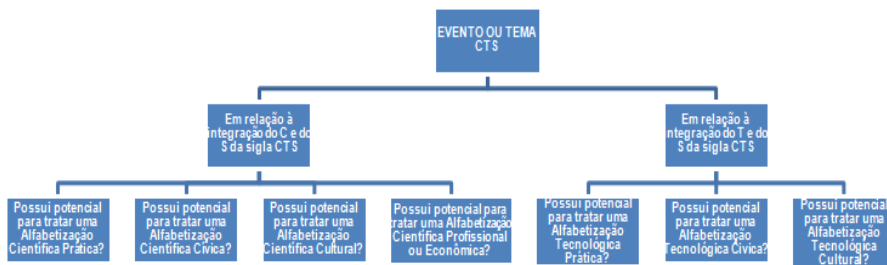 EVENTO OU TEMA
CTS
Em relação à
integração do C e do
S da sigla CTS
Em relação à
integração do T e do
S da sigla CTS
Possui potencial
para tratar uma
Alfabetização
Científica Prática?
Possui potencial
para tratar uma
Alfabetização
Científica Cívica?
Possui potencial
para tratar uma
Alfabetização
Científica Cultural?
Possui potencial para
tratar uma Alfabetização
Científica Profissional
ou Econômica?
Possui potencial
para tratar uma
Alfabetização
Tecnológica
Prática?
Possui potencial
para tratar uma
Alfabetização
Tecnológica Cívica?
Possui potencial
para tratar uma
Alfabetização
Tecnológica
Cultural?